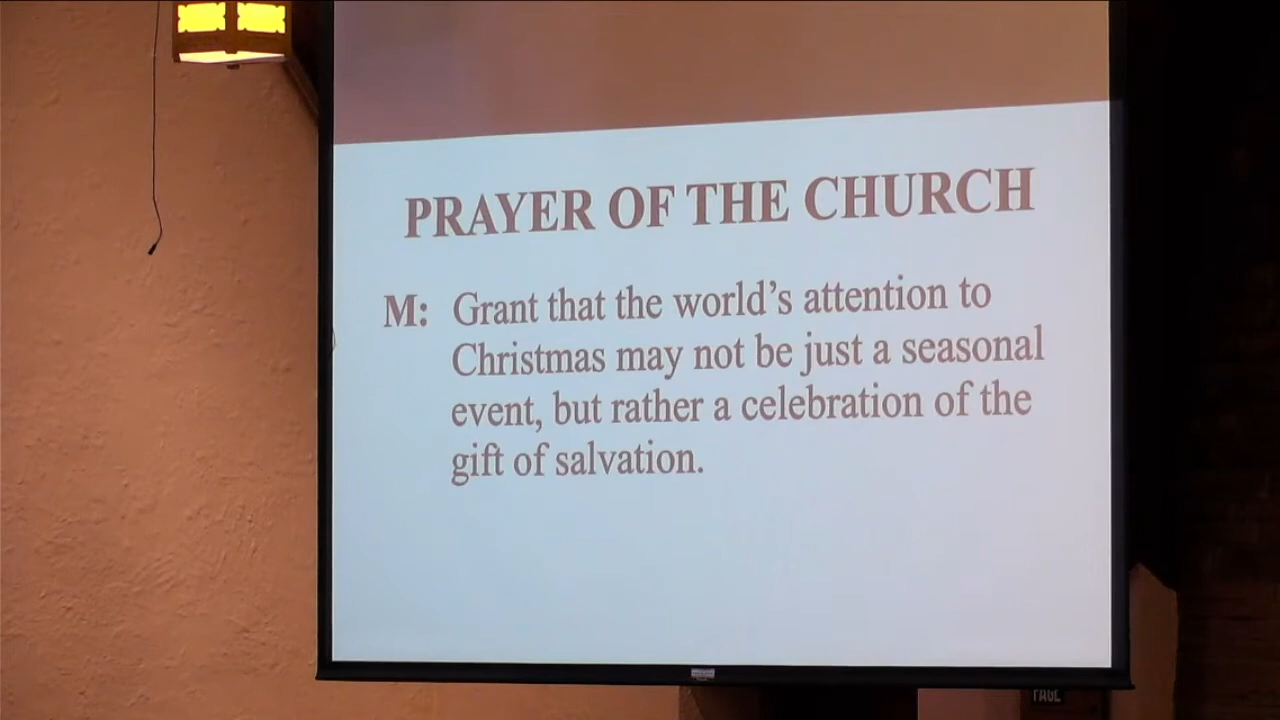 PRAYER OF THE CHURCH
M: Grant that the world's attention to
Christmas may not be just a seasonal
event, but rather a celebration of the
gift of salvation.
PAGE